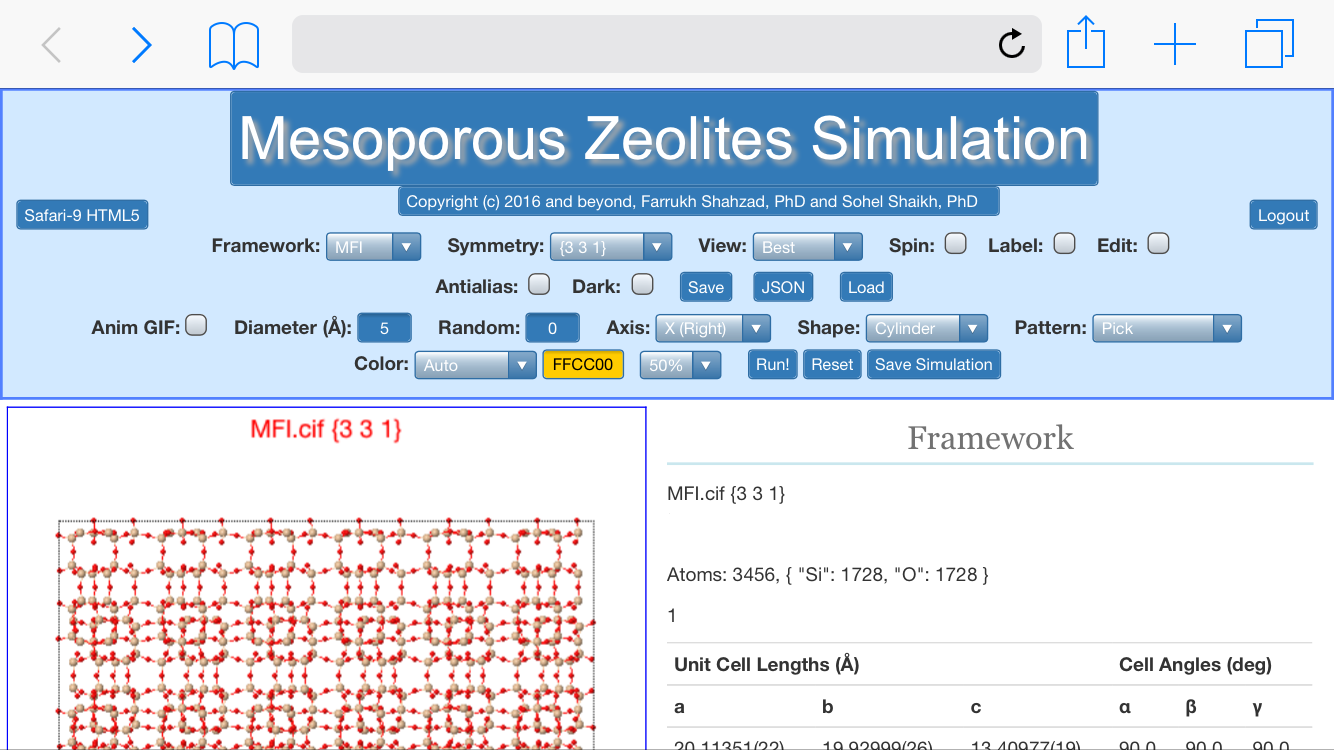 Mesoporous Zeolites Simulation
Copyright (c) 2016 and beyond, Farrukh Shahzad, PhD and Sohel Shaikh, PhD
Safari-9 HTML5
Logout
Framework: MFI Symmetry: {3 3 1} View: Best Spin: Label: Edit:
Antialias: Dark: Save JSON Load
Anim GIF: Diameter (Å): 5 Random: 0 Axis: X (Right) Shape: Cylinder Pattern: Pick
Color: Auto FFCC00 50% Run! Reset Save Simulation
MFI.cif {3 3 1}
Framework
MFI.cif {3 3 1}
Atoms: 3456, { "Si": 1728, "O": 1728 }
1
Unit Cell Lengths (Å) Cell Angles (deg)
a b c α β γ
20.11351(22) 19.92999(26) 13.40977(19) 90.0 90.0 90.0